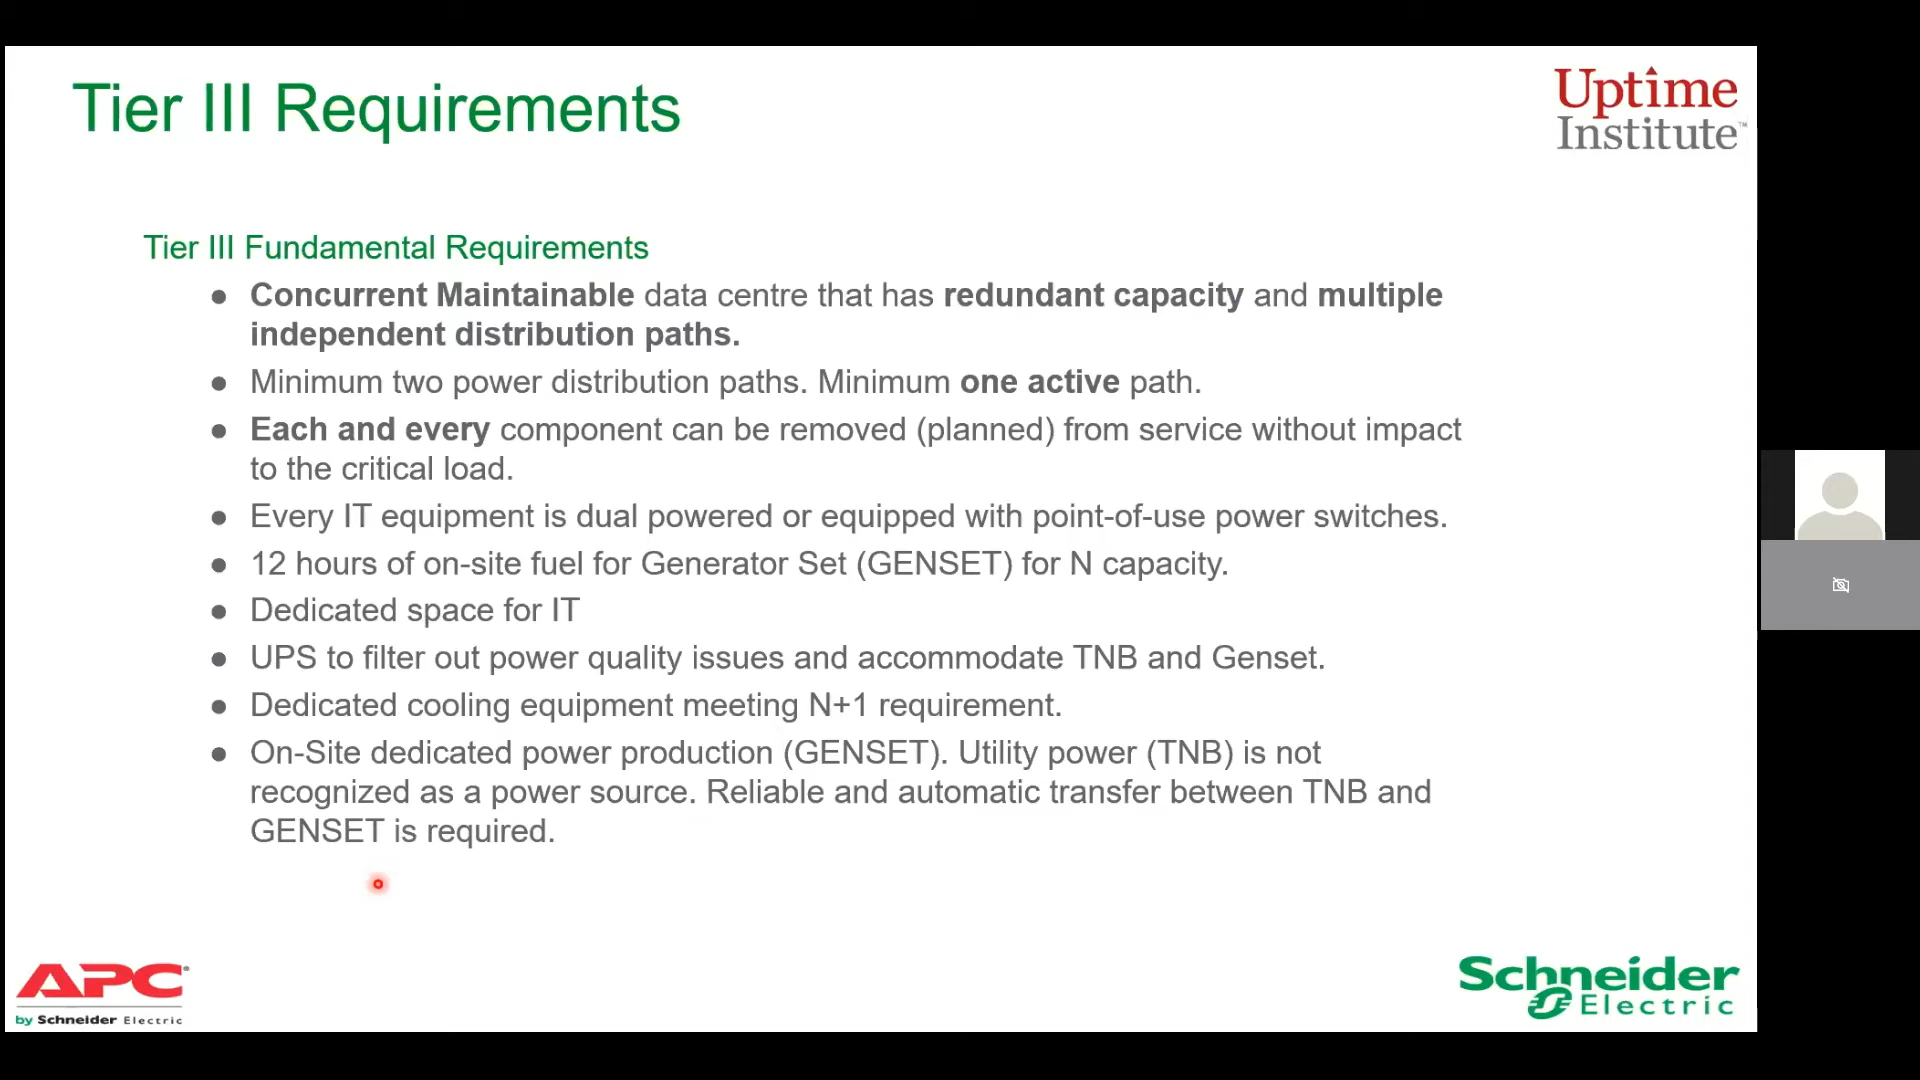 Tier III Requirements
Uptime
Institute™
Tier III Fundamental Requirements
● Concurrent Maintainable data centre that has redundant capacity and multiple
independent distribution paths.
● Minimum two power distribution paths. Minimum one active path.
● Each and every component can be removed (planned) from service without impact
to the critical load.
● Every IT equipment is dual powered or equipped with point-of-use power switches.
● 12 hours of on-site fuel for Generator Set (GENSET) for N capacity.
● Dedicated space for IT
● UPS to filter out power quality issues and accommodate TNB and Genset.
● Dedicated cooling equipment meeting N+1 requirement.
● On-Site dedicated power production (GENSET). Utility power (TNB) is not
recognized as a power source. Reliable and automatic transfer between TNB and
GENSET is required.
APC®
by Schneider Electric
Schneider
Electric